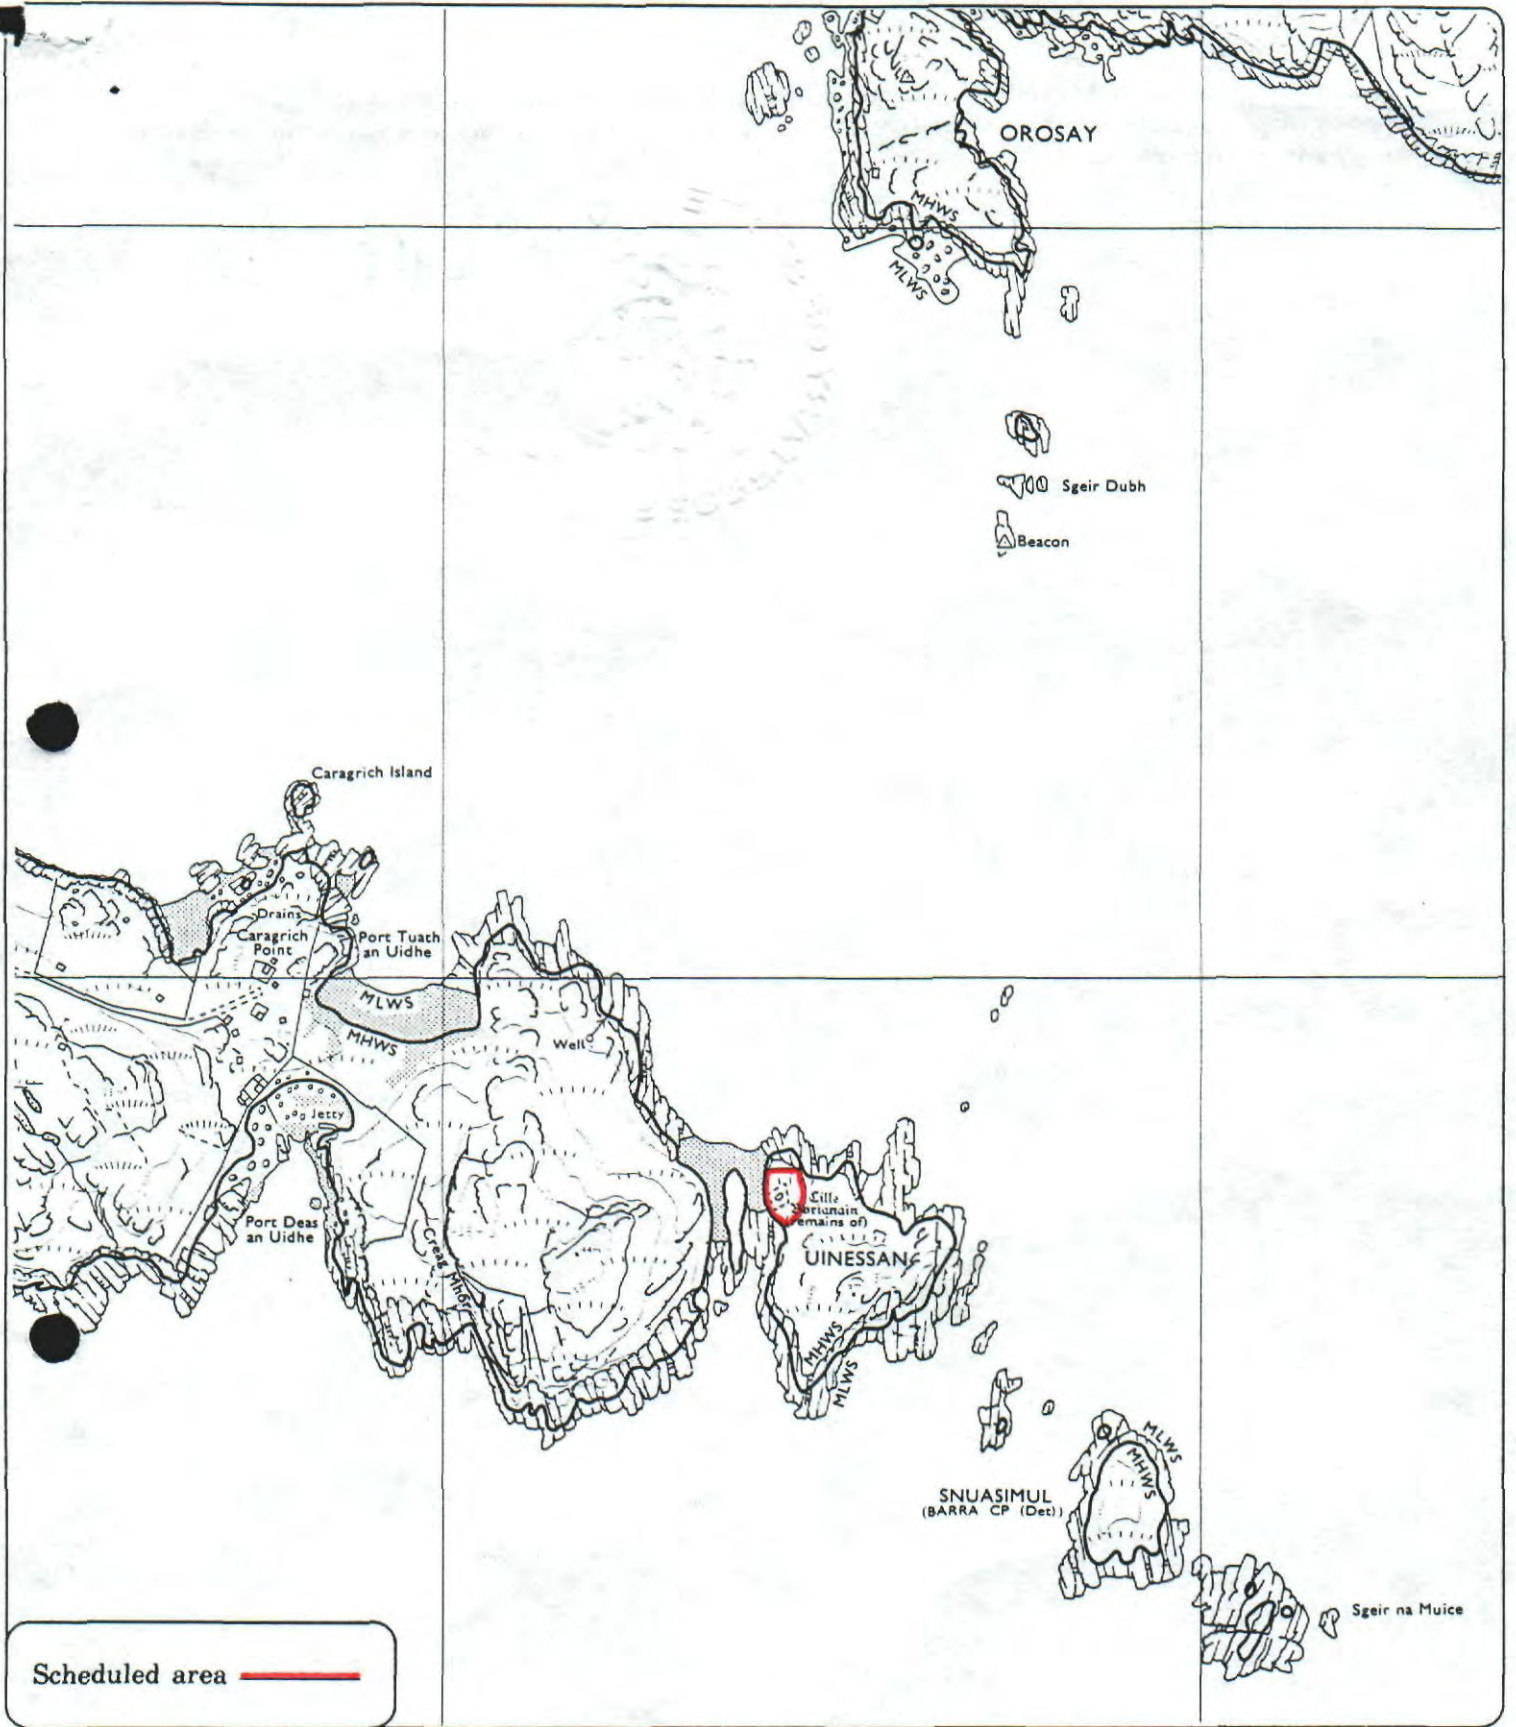 OROSAY
MHWS
MLWS
Sgeir Dubh
Beacon
Caragrich Island
Drains
Caragrich
Point
Port Tuath
an Uidhe
MLWS
MHWS
Well
Jetty
Port Deas
an Uidhe
Creag Mhòr
Cille
remains of)
UINESSAN
MHWS
MLWS
MLWS
MHWS
SNUASIMUL
(BARRA CP (Det))
Sgeir na Muice
Scheduled area